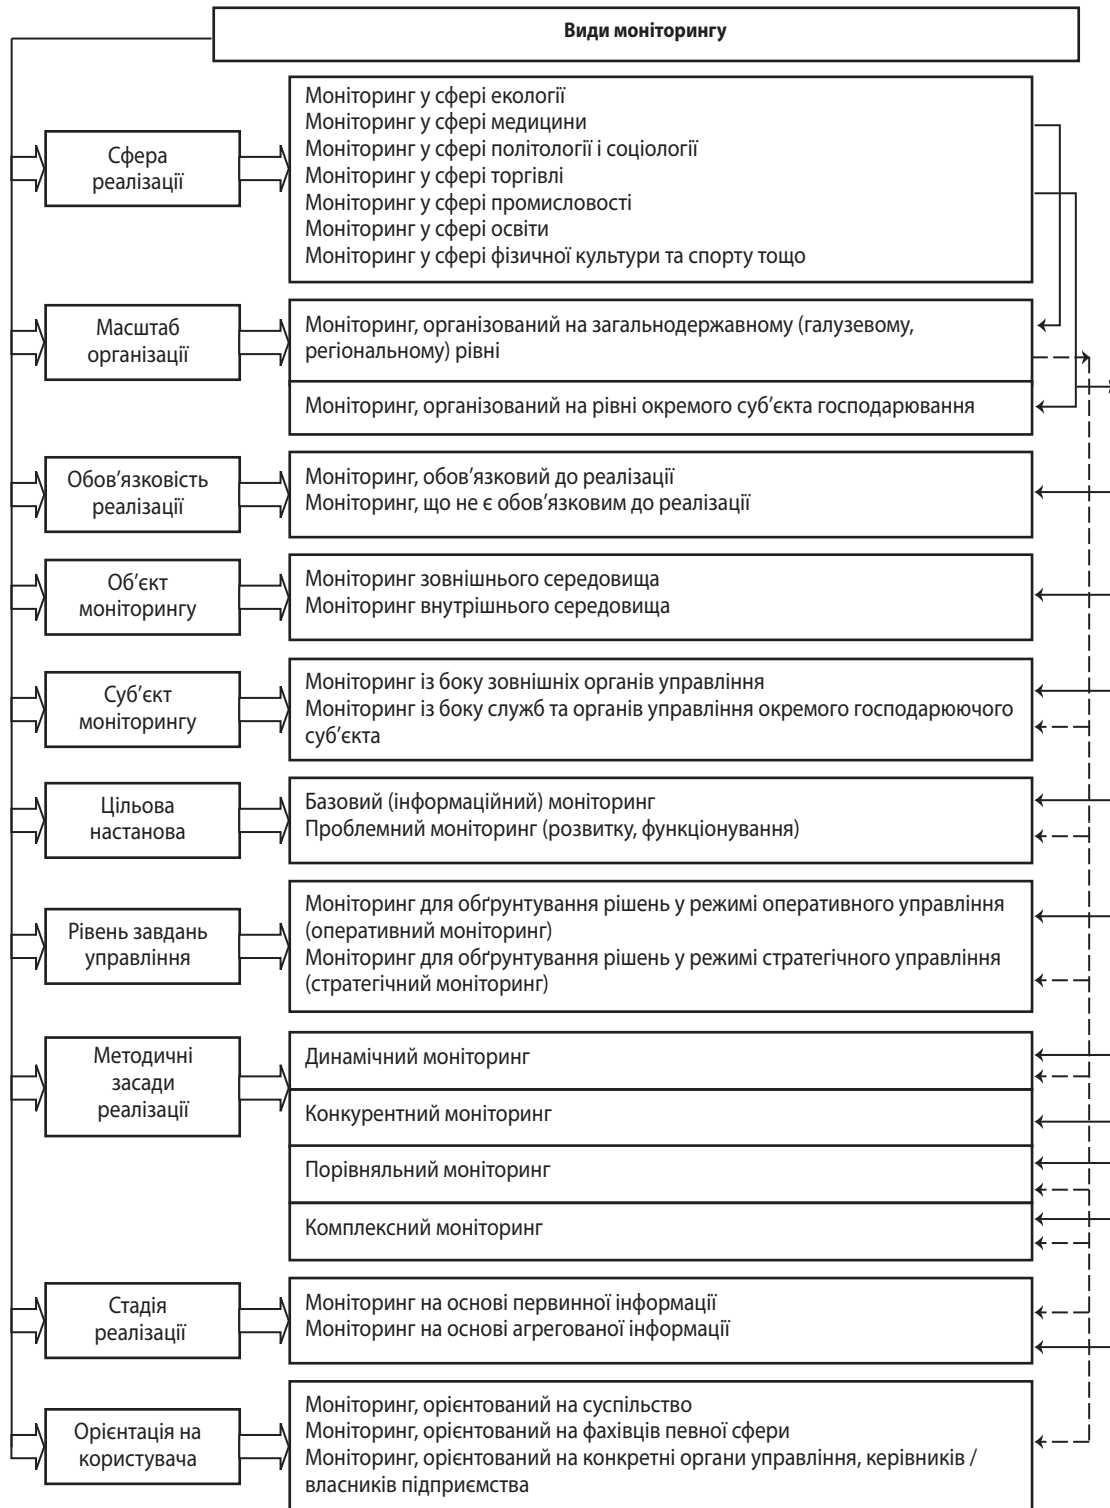 Види моніторингу
Сфера
реалізації
Моніторинг у сфері екології
Моніторинг у сфері медицини
Моніторинг у сфері політології і соціології
Моніторинг у сфері торгівлі
Моніторинг у сфері промисловості
Моніторинг у сфері освіти
Моніторинг у сфері фізичної культури та спорту тощо
Масштаб
організації
Моніторинг, організований на загальнодержавному (галузевому,
регіональному) рівні
Моніторинг, організований на рівні окремого суб’єкта господарювання
Обов’язковість
реалізації
Моніторинг, обов’язковий до реалізації
Моніторинг, що не є обов’язковим до реалізації
Об’єкт
моніторингу
Моніторинг зовнішнього середовища
Моніторинг внутрішнього середовища
Суб’єкт
моніторингу
Моніторинг із боку зовнішніх органів управління
Моніторинг із боку служб та органів управління окремого господарюючого
суб’єкта
Цільова
настанова
Базовий (інформаційний) моніторинг
Проблемний моніторинг (розвитку, функціонування)
Рівень завдань
управління
Моніторинг для обґрунтування рішень у режимі оперативного управління
(оперативний моніторинг)
Моніторинг для обґрунтування рішень у режимі стратегічного управління
(стратегічний моніторинг)
Методичні
засади
реалізації
Динамічний моніторинг
Конкурентний моніторинг
Порівняльний моніторинг
Комплексний моніторинг
Стадія
реалізації
Моніторинг на основі первинної інформації
Моніторинг на основі агрегованої інформації
Орієнтація на
користувача
Моніторинг, орієнтований на суспільство
Моніторинг, орієнтований на фахівців певної сфери
Моніторинг, орієнтований на конкретні органи управління, керівників /
власників підприємства